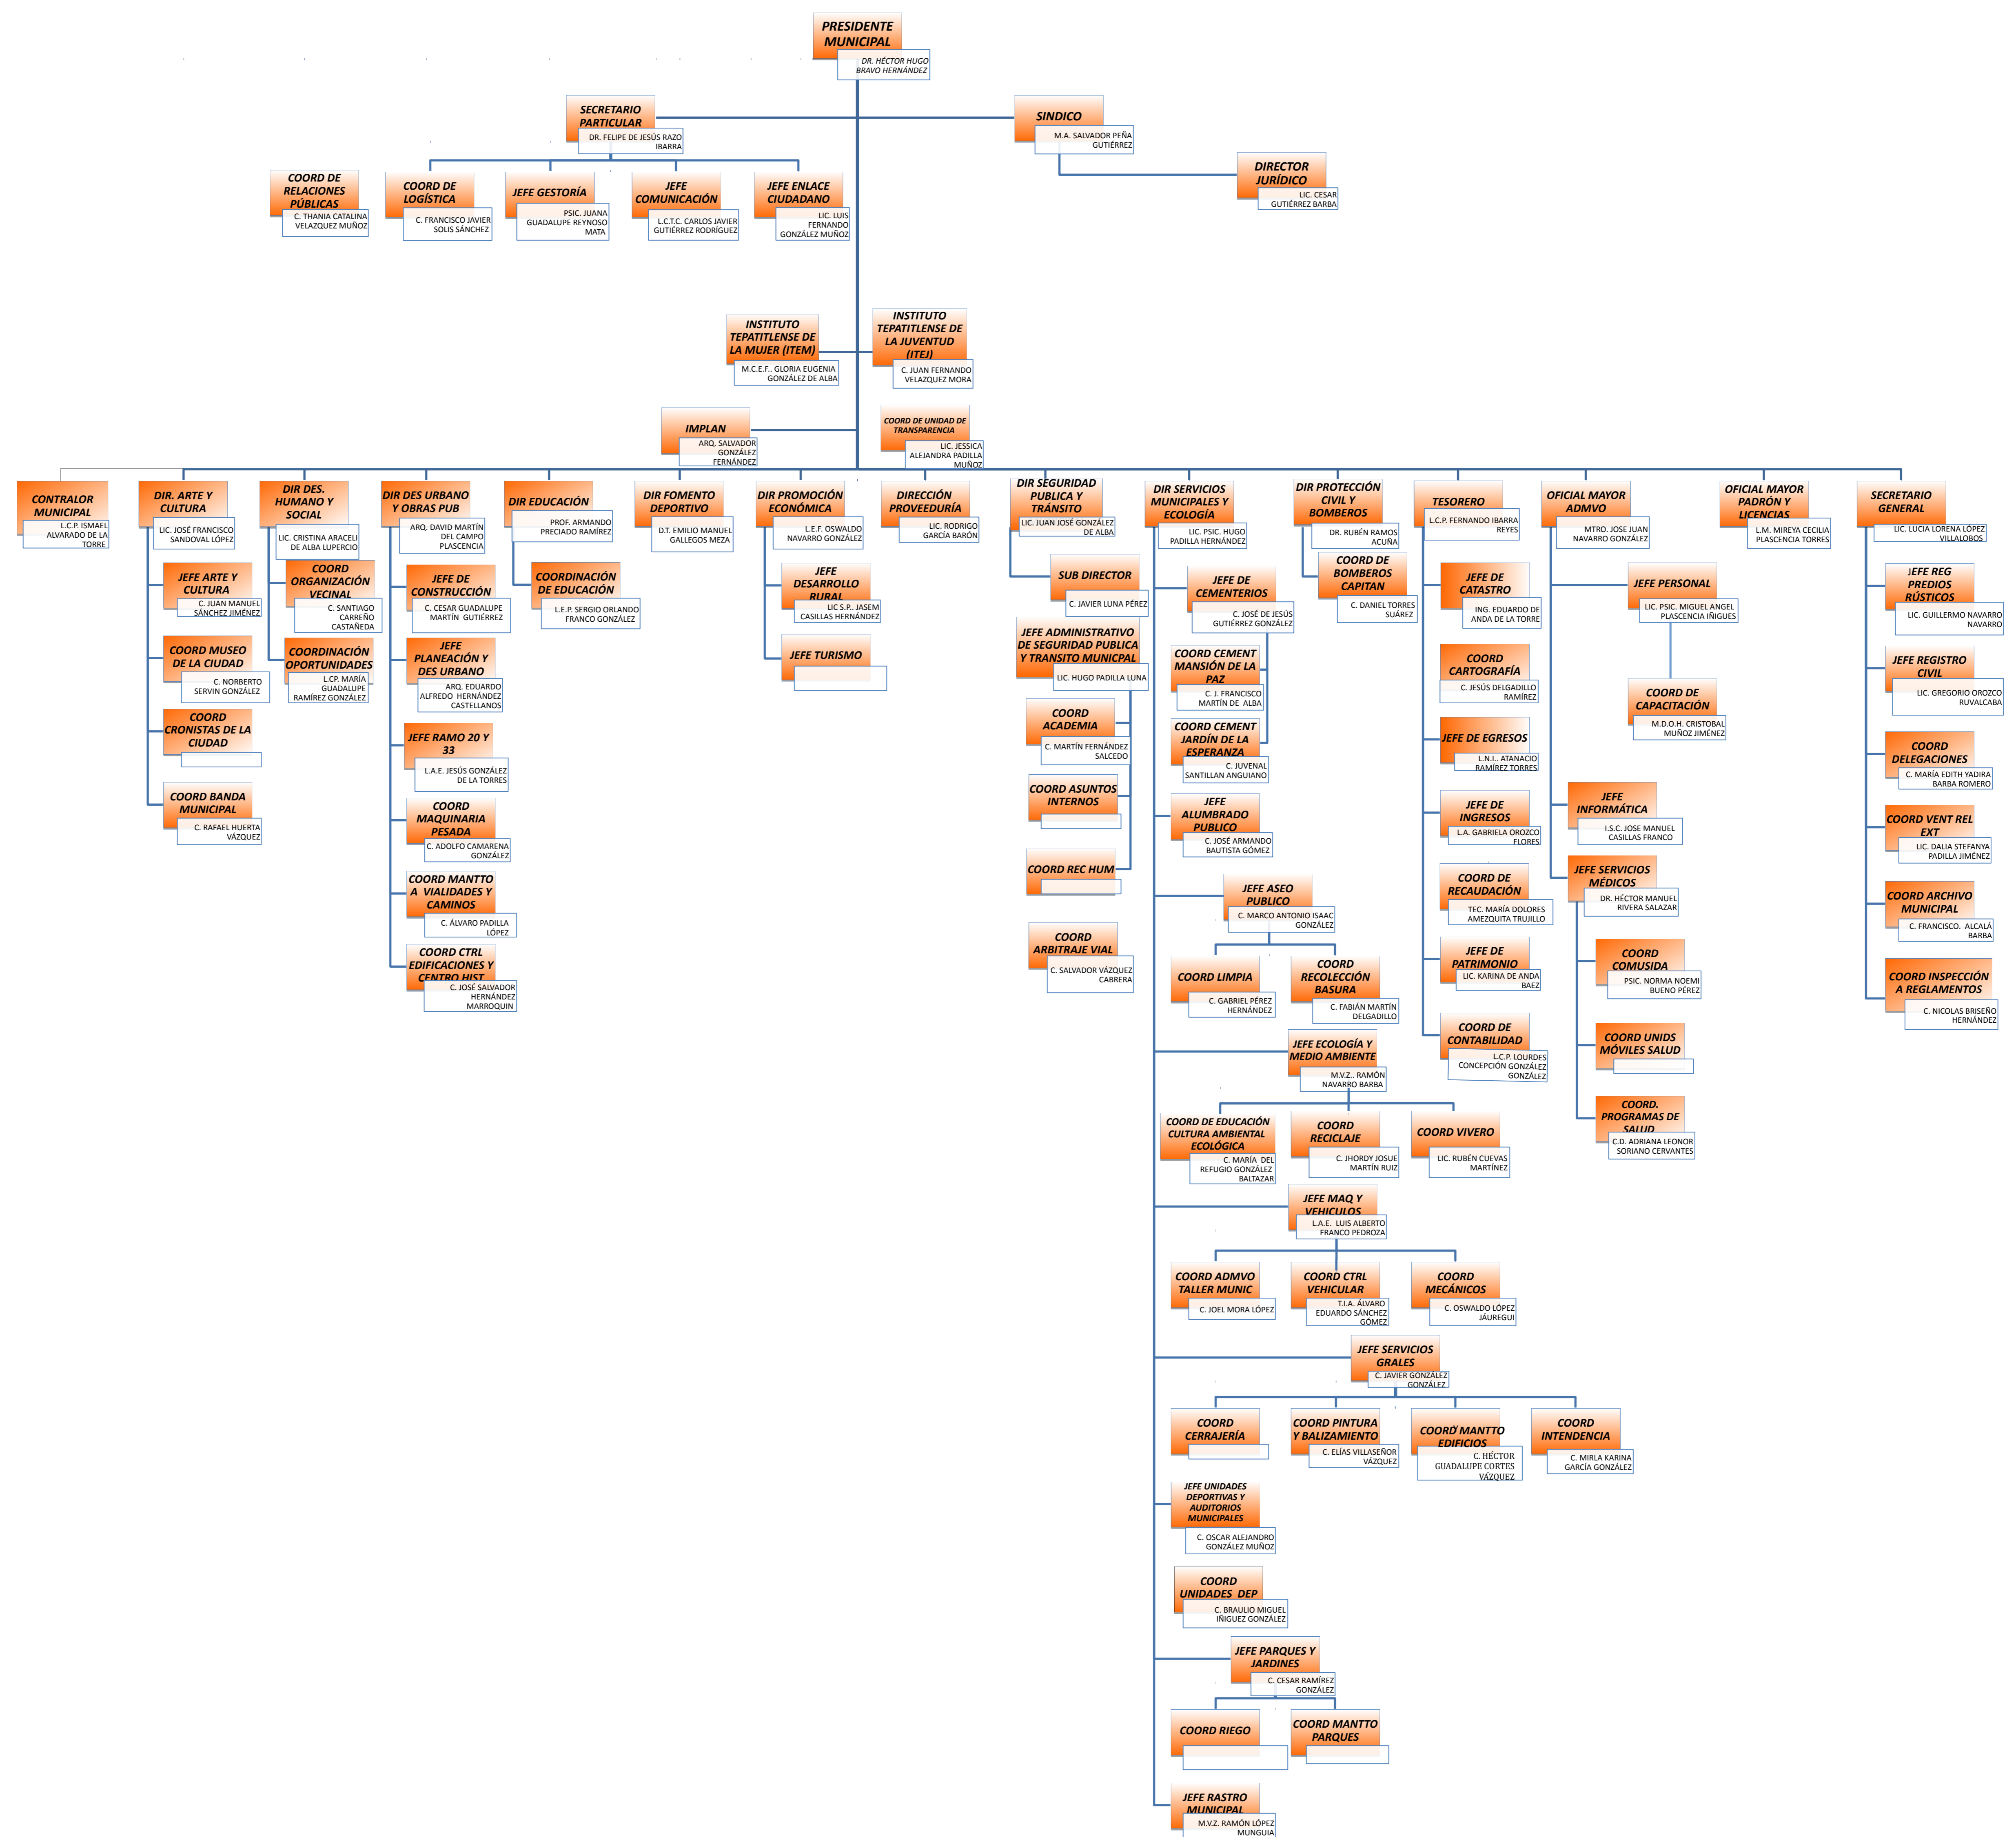 PRESIDENTE
MUNICIPAL
DR. HÉCTOR HUGO
BRAVO HERNÁNDEZ
SECRETARIO
PARTICULAR
DR. FELIPE DE JESÚS RAZO
IBARRA
SINDICO
M.A. SALVADOR PEÑA
GUTIÉRREZ
DIRECTOR
JURÍDICO
LIC. CESAR
GUTIÉRREZ BARBA
COORD DE
RELACIONES
PÚBLICAS
C. THANIA CATALINA
VELAZQUEZ MUÑOZ
COORD DE
LOGÍSTICA
C. FRANCISCO JAVIER
SOLIS SÁNCHEZ
JEFE GESTORÍA
PSIC. JUANA
GUADALUPE REYNOSO
MATA
JEFE
COMUNICACIÓN
L.C.T.C. CARLOS JAVIER
GUTIÉRREZ RODRÍGUEZ
JEFE ENLACE
CIUDADANO
LIC. LUIS
FERNANDO
GONZÁLEZ MUÑOZ
INSTITUTO
TEPATITLENSE DE
LA MUJER (ITEM)
M.C.E.F.. GLORIA EUGENIA
GONZÁLEZ DE ALBA
INSTITUTO
TEPATITLENSE DE
LA JUVENTUD
(ITEJ)
C. JUAN FERNANDO
VELAZQUEZ MORA
IMPLAN
ARQ. SALVADOR
GONZÁLEZ
FERNÁNDEZ
COORD DE UNIDAD DE
TRANSPARENCIA
LIC. JESSICA
ALEJANDRA PADILLA
MUÑOZ
CONTRALOR
MUNICIPAL
L.C.P. ISMAEL
ALVARADO DE LA
TORRE
DIR. ARTE Y
CULTURA
LIC. JOSÉ FRANCISCO
SANDOVAL LÓPEZ
JEFE ARTE Y
CULTURA
C. JUAN MANUEL
SÁNCHEZ JIMÉNEZ
COORD MUSEO
DE LA CIUDAD
C. NORBERTO
SERVIN GONZÁLEZ
COORD
CRONISTAS DE LA
CIUDAD
COORD BANDA
MUNICIPAL
C. RAFAEL HUERTA
VÁZQUEZ
DIR DES.
HUMANO Y
SOCIAL
LIC. CRISTINA ARACELI
DE ALBA LUPERCIO
COORD
ORGANIZACIÓN
VECINAL
C. SANTIAGO
CARREÑO
CASTAÑEDA
COORDINACIÓN
OPORTUNIDADES
L.CP. MARÍA
GUADALUPE
RAMÍREZ GONZÁLEZ
DIR DES URBANO
Y OBRAS PUB
ARQ. DAVID MARTÍN
DEL CAMPO
PLASCENCIA
JEFE DE
CONSTRUCCIÓN
C. CESAR GUADALUPE
MARTÍN GUTIÉRREZ
JEFE
PLANEACIÓN Y
DES URBANO
ARQ. EDUARDO
ALFREDO HERNÁNDEZ
CASTELLANOS
JEFE RAMO 20 Y
33
L.A.E. JESÚS GONZÁLEZ
DE LA TORRES
COORD
MAQUINARIA
PESADA
C. ADOLFO CAMARENA
GONZÁLEZ
COORD MANTTO
A VIALIDADES Y
CAMINOS
C. ÁLVARO PADILLA
LÓPEZ
COORD CTRL
EDIFICACIONES Y
CENTRO HIST
C. JOSÉ SALVADOR
HERNÁNDEZ
MARROQUIN
DIR EDUCACIÓN
PROF. ARMANDO
PRECIADO RAMÍREZ
COORDINACIÓN
DE EDUCACIÓN
L.E.P. SERGIO ORLANDO
FRANCO GONZÁLEZ
DIR FOMENTO
DEPORTIVO
D.T. EMILIO MANUEL
GALLEGOS MEZA
DIR PROMOCIÓN
ECONÓMICA
L.E.F. OSWALDO
NAVARRO GONZÁLEZ
JEFE
DESARROLLO
RURAL
LIC S.P.. JASEM
CASILLAS HERNÁNDEZ
JEFE TURISMO
DIRECCIÓN
PROVEEDURÍA
LIC. RODRIGO
GARCÍA BARÓN
DIR SEGURIDAD
PUBLICA Y
TRÁNSITO
LIC. JUAN JOSÉ GONZÁLEZ
DE ALBA
SUB DIRECTOR
C. JAVIER LUNA PÉREZ
JEFE ADMINISTRATIVO
DE SEGURIDAD PUBLICA
Y TRANSITO MUNICPAL
LIC. HUGO PADILLA LUNA
COORD
ACADEMIA
C. MARTÍN FERNÁNDEZ
SALCEDO
COORD ASUNTOS
INTERNOS
COORD REC HUM
COORD
ARBITRAJE VIAL
C. SALVADOR VÁZQUEZ
CABRERA
DIR SERVICIOS
MUNICIPALES Y
ECOLOGÍA
LIC. PSIC. HUGO
PADILLA HERNÁNDEZ
JEFE DE
CEMENTERIOS
C. JOSÉ DE JESÚS
GUTIÉRREZ GONZÁLEZ
COORD CEMENT
MANSIÓN DE LA
PAZ
C. J. FRANCISCO
MARTÍN DE ALBA
COORD CEMENT
JARDÍN DE LA
ESPERANZA
C. JUVENAL
SANTILLAN ANGUIANO
JEFE
ALUMBRADO
PUBLICO
C. JOSÉ ARMANDO
BAUTISTA GÓMEZ
JEFE ASEO
PUBLICO
C. MARCO ANTONIO ISAAC
GONZÁLEZ
COORD LIMPIA
C. GABRIEL PÉREZ
HERNÁNDEZ
COORD
RECOLECCIÓN
BASURA
C. FABIÁN MARTÍN
DELGADILLO
JEFE ECOLOGÍA Y
MEDIO AMBIENTE
M.V.Z.. RAMÓN
NAVARRO BARBA
COORD DE EDUCACIÓN
CULTURA AMBIENTAL
ECOLÓGICA
C. MARÍA DEL
REFUGIO GONZÁLEZ
BALTAZAR
COORD
RECICLAJE
C. JHORDY JOSUE
MARTÍN RUIZ
COORD VIVERO
LIC. RUBÉN CUEVAS
MARTÍNEZ
JEFE MAQ Y
VEHICULOS
L.A.E. LUIS ALBERTO
FRANCO PEDROZA
COORD ADMVO
TALLER MUNIC
C. JOEL MORA LÓPEZ
COORD CTRL
VEHICULAR
T.I.A. ÁLVARO
EDUARDO SÁNCHEZ
GÓMEZ
COORD
MECÁNICOS
C. OSWALDO LÓPEZ
JÁUREGUI
JEFE SERVICIOS
GRALES
C. JAVIER GONZÁLEZ
GONZÁLEZ
COORD
CERRAJERÍA
COORD PINTURA
Y BALIZAMIENTO
C. ELÍAS VILLASEÑOR
VÁZQUEZ
COORD MANTTO
EDIFICIOS
C. HÉCTOR
GUADALUPE CORTES
VÁZQUEZ
COORD
INTENDENCIA
C. MIRLA KARINA
GARCÍA GONZÁLEZ
JEFE UNIDADES
DEPORTIVAS Y
AUDITORIOS
MUNICIPALES
C. OSCAR ALEJANDRO
GONZÁLEZ MUÑOZ
COORD
UNIDADES DEP
C. BRAULIO MIGUEL
IÑIGUEZ GONZÁLEZ
JEFE PARQUES Y
JARDINES
C. CESAR RAMÍREZ
GONZÁLEZ
COORD RIEGO
COORD MANTTO
PARQUES
JEFE RASTRO
MUNICIPAL
M.V.Z. RAMÓN LÓPEZ
MUNGUIA
DIR PROTECCIÓN
CIVIL Y
BOMBEROS
DR. RUBÉN RAMOS
ACUÑA
COORD DE
BOMBEROS
CAPITAN
C. DANIEL TORRES
SUÁREZ
TESORERO
L.C.P. FERNANDO IBARRA
REYES
JEFE DE
CATASTRO
ING. EDUARDO DE
ANDA DE LA TORRE
COORD
CARTOGRAFÍA
C. JESÚS DELGADILLO
RAMÍREZ
JEFE DE EGRESOS
L.N.I.. ATANACIO
RAMÍREZ TORRES
JEFE DE
INGRESOS
L.A. GABRIELA OROZCO
FLORES
COORD DE
RECAUDACIÓN
TEC. MARÍA DOLORES
AMEZQUITA TRUJILLO
JEFE DE
PATRIMONIO
LIC. KARINA DE ANDA
BAEZ
COORD DE
CONTABILIDAD
L.C.P. LOURDES
CONCEPCIÓN GONZÁLEZ
GONZÁLEZ
OFICIAL MAYOR
ADMVO
MTRO. JOSE JUAN
NAVARRO GONZÁLEZ
JEFE PERSONAL
LIC. PSIC. MIGUEL ANGEL
PLASCENCIA IÑIGUES
COORD DE
CAPACITACIÓN
M.D.O.H. CRISTOBAL
MUÑOZ JIMÉNEZ
JEFE
INFORMÁTICA
I.S.C. JOSE MANUEL
CASILLAS FRANCO
JEFE SERVICIOS
MÉDICOS
DR. HÉCTOR MANUEL
RIVERA SALAZAR
COORD
COMUSIDA
PSIC. NORMA NOEMI
BUENO PÉREZ
COORD UNIDS
MÓVILES SALUD
COORD.
PROGRAMAS DE
SALUD
C.D. ADRIANA LEONOR
SORIANO CERVANTES
OFICIAL MAYOR
PADRÓN Y
LICENCIAS
L.M. MIREYA CECILIA
PLASCENCIA TORRES
SECRETARIO
GENERAL
LIC. LUCIA LORENA LÓPEZ
VILLALOBOS
JEFE REG
PREDIOS
RÚSTICOS
LIC. GUILLERMO NAVARRO
NAVARRO
JEFE REGISTRO
CIVIL
LIC. GREGORIO OROZCO
RUVALCABA
COORD
DELEGACIONES
C. MARÍA EDITH YADIRA
BARBA ROMERO
COORD VENT REL
EXT
LIC. DALIA STEFANYA
PADILLA JIMÉNEZ
COORD ARCHIVO
MUNICIPAL
C. FRANCISCO. ALCALÁ
BARBA
COORD INSPECCIÓN
A REGLAMENTOS
C. NICOLAS BRISEÑO
HERNÁNDEZ